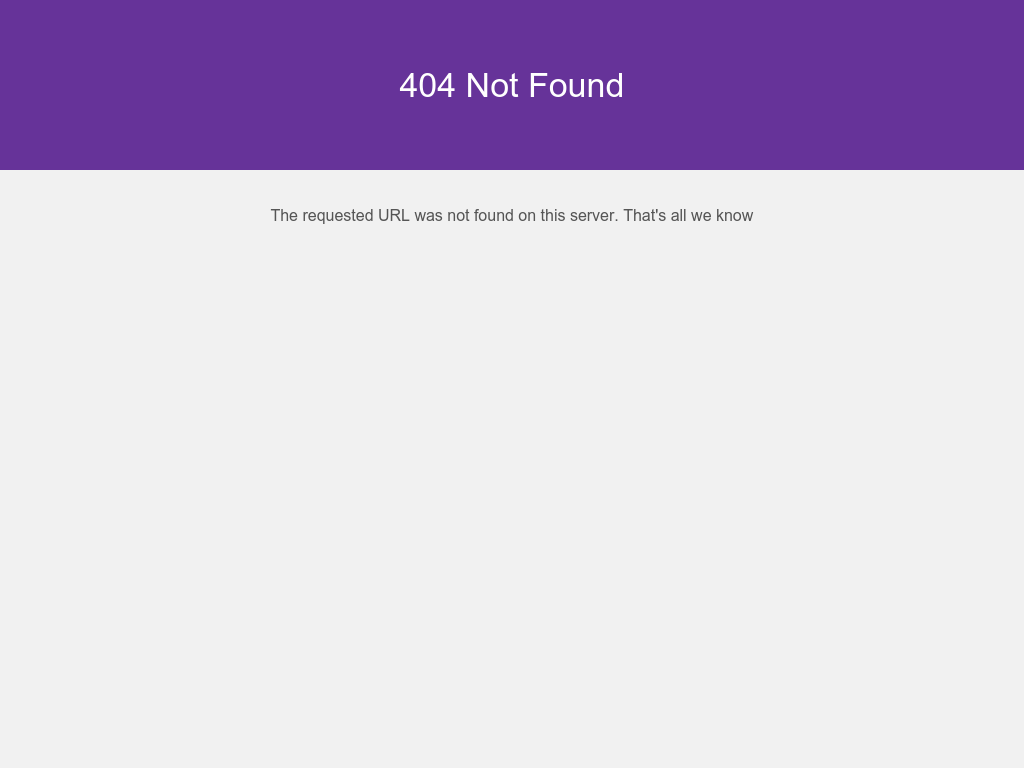 404 Not Found
The requested URL was not found on this server. That's all we know